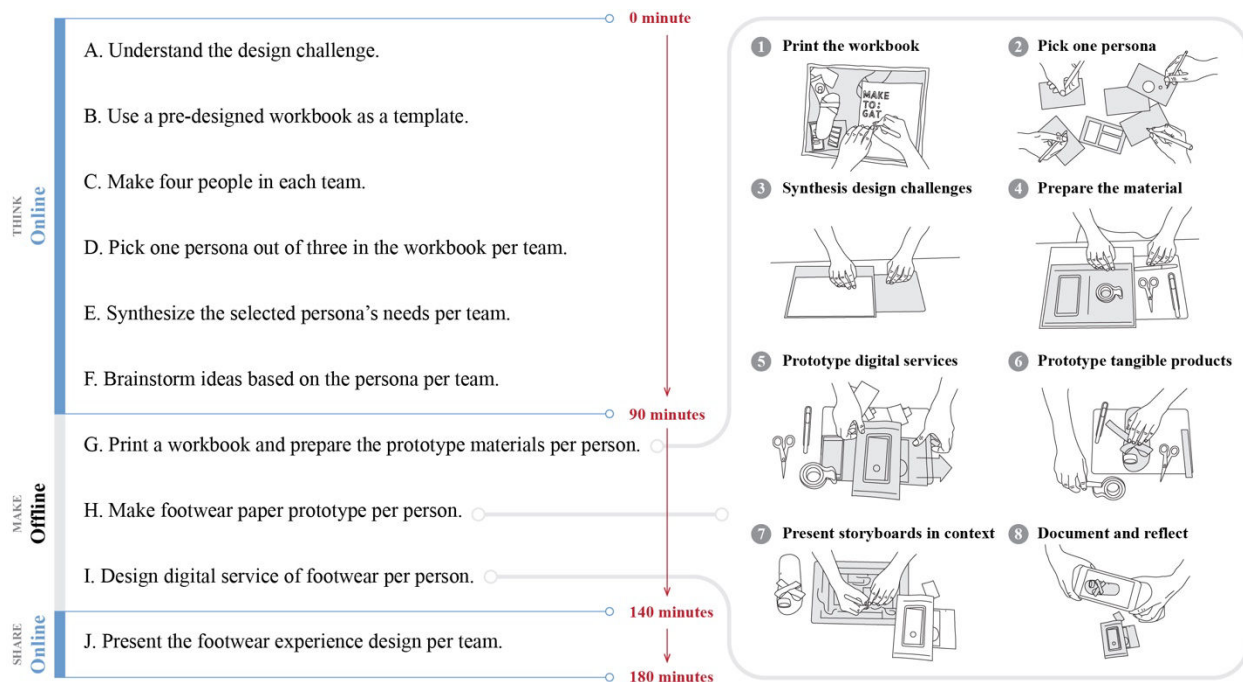 0 minute
A. Understand the design challenge.
B. Use a pre-designed workbook as a template.
C. Make four people in each team.
D. Pick one persona out of three in the workbook per team.
E. Synthesize the selected persona’s needs per team.
F. Brainstorm ideas based on the persona per team.
THINK
Online
90 minutes
G. Print a workbook and prepare the prototype materials per person.
H. Make footwear paper prototype per person.
I. Design digital service of footwear per person.
MAKE
Offline
140 minutes
J. Present the footwear experience design per team.
SHARE
Online
180 minutes
1 Print the workbook
MAKE
TO:
GAT
2 Pick one persona
3 Synthesis design challenges
4 Prepare the material
5 Prototype digital services
6 Prototype tangible products
7 Present storyboards in context
8 Document and reflect